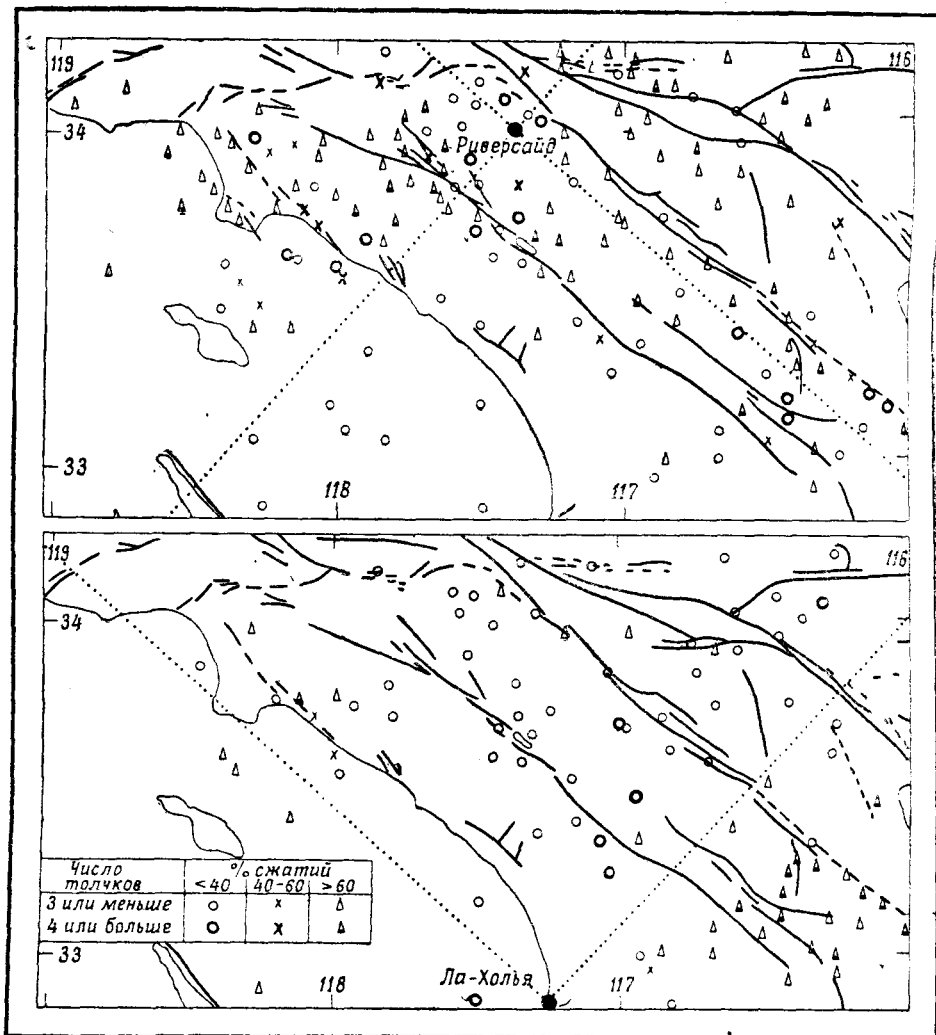 119
116
34
Риверсайд
33
118
117
119
116
34
Число толчков
% сжатий
<40 40-60 >60
3 или меньше
4 или больше
33
118
Ла-Холья
117